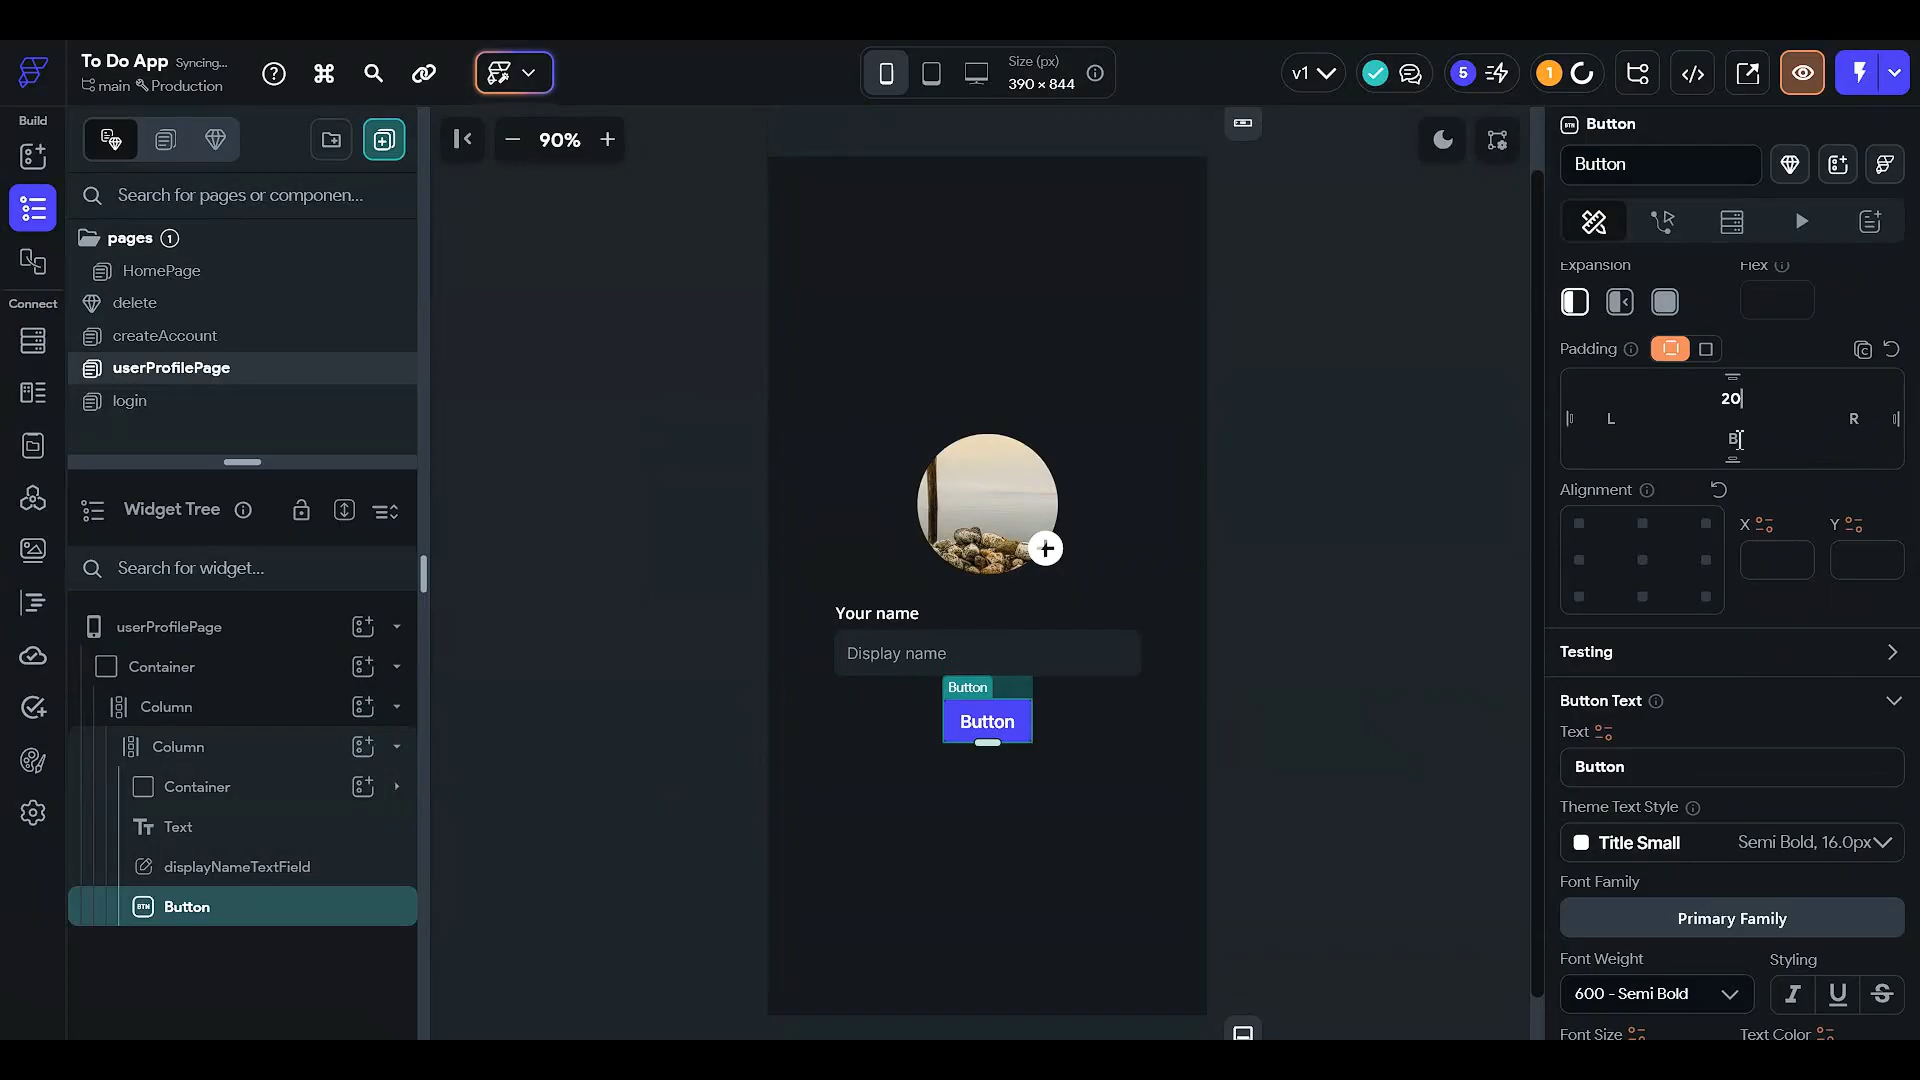 To Do App Syncing...
main Production
Size (px)
390 × 844
v1
5
1
Build
Connect
90%
Search for pages or componen...
pages 1
HomePage
delete
createAccount
userProfilePage
login
Widget Tree
Search for widget...
userProfilePage
Container
Column
Column
Container
Text
displayNameTextField
Button
Your name
Display name
Button
Button
Button
Button
Expansion
Flex
Padding
20
L
R
B
Alignment
X
Y
Testing
Button Text
Text
Button
Theme Text Style
Title Small Semi Bold, 16.0px
Font Family
Primary Family
Font Weight
Styling
600 - Semi Bold
I U S
Font Size
Text Color